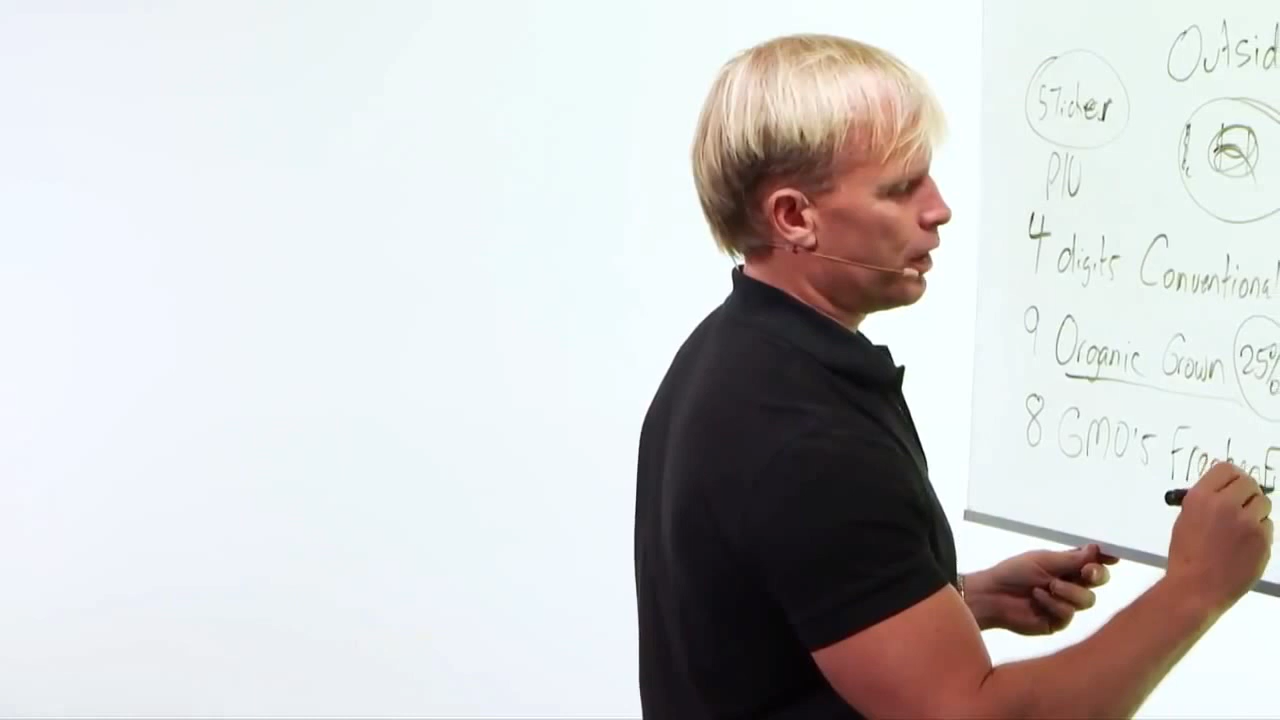 Outsid
Sticker
PlU
4 digits Conventional
9 Organic Grown 25%
8 GMO's